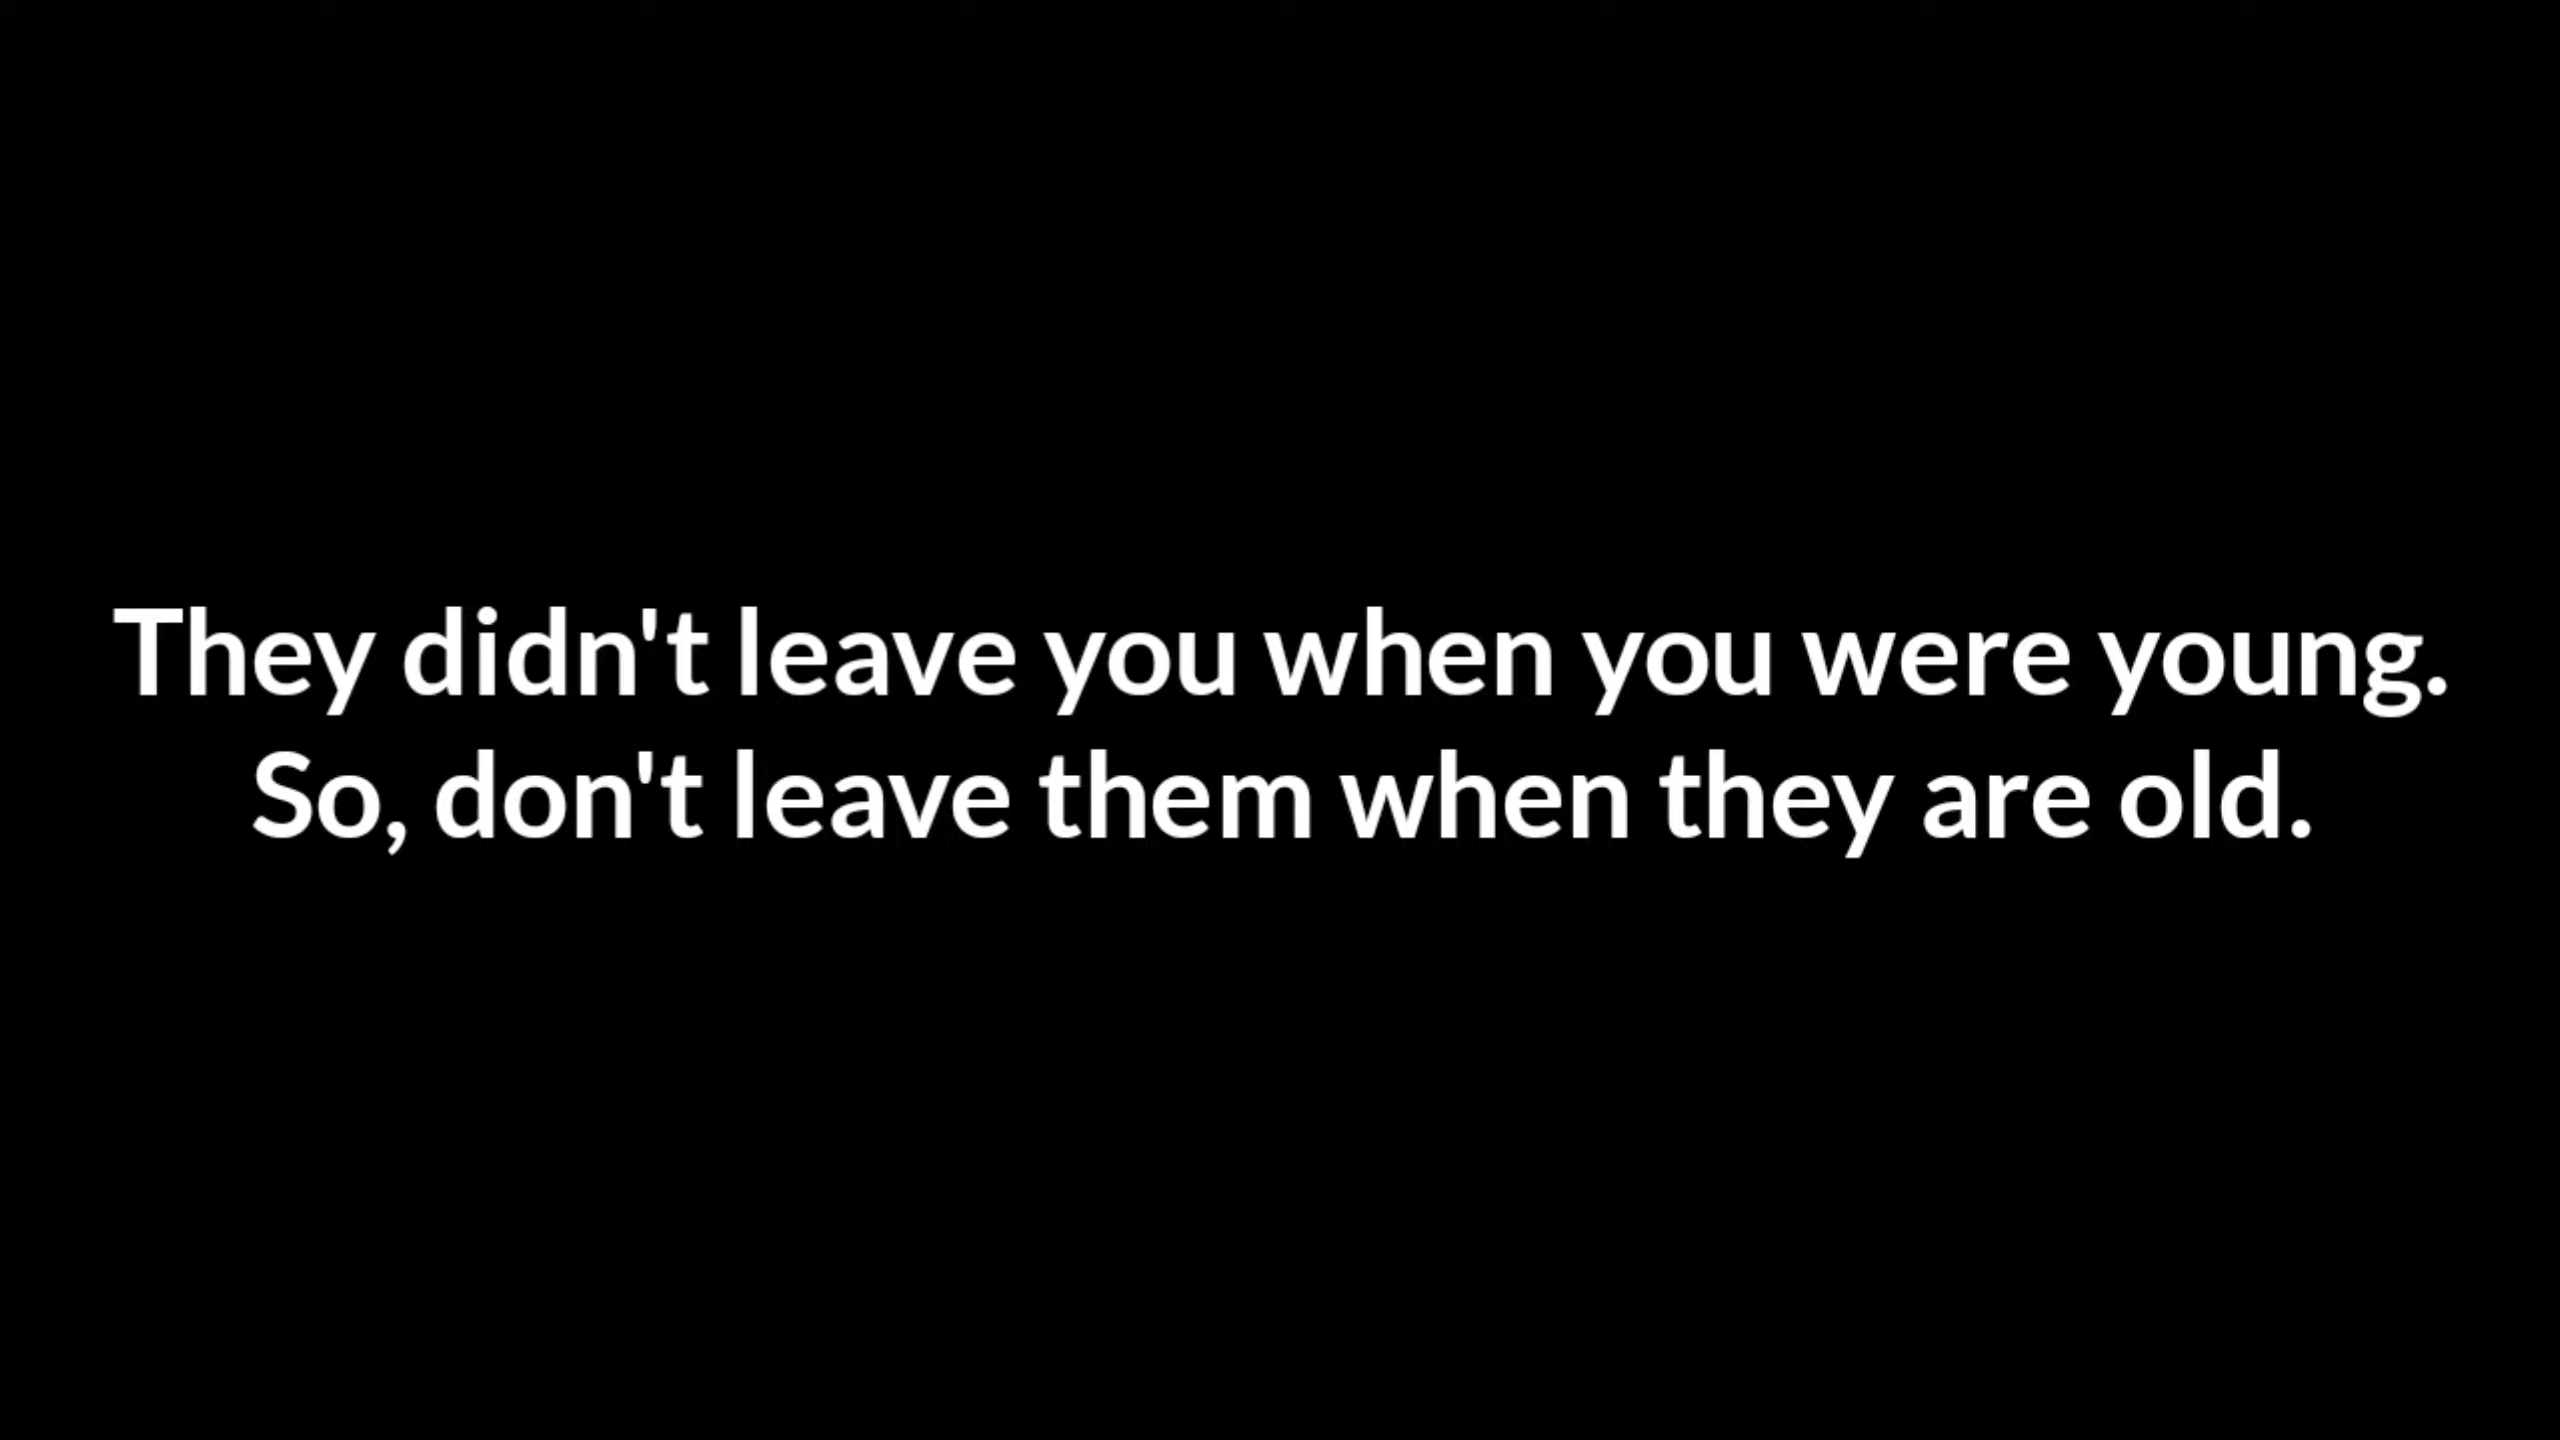 They didn't leave you when you were young.
So, don't leave them when they are old.